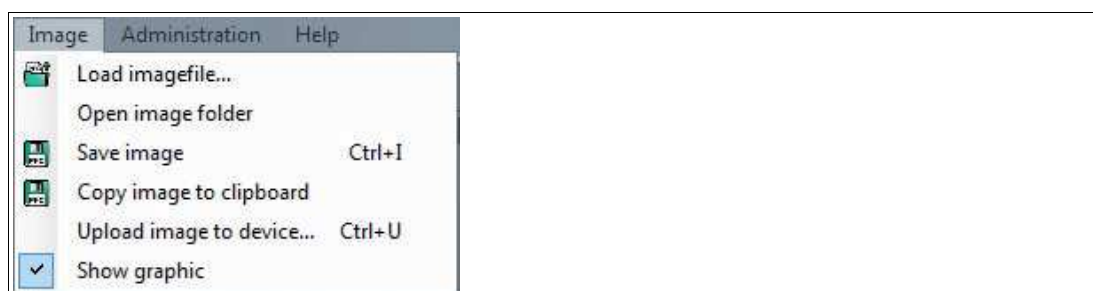 Image Administration Help
Load imagefile...
Open image folder
Save image Ctrl+I
Copy image to clipboard
Upload image to device... Ctrl+U
Show graphic